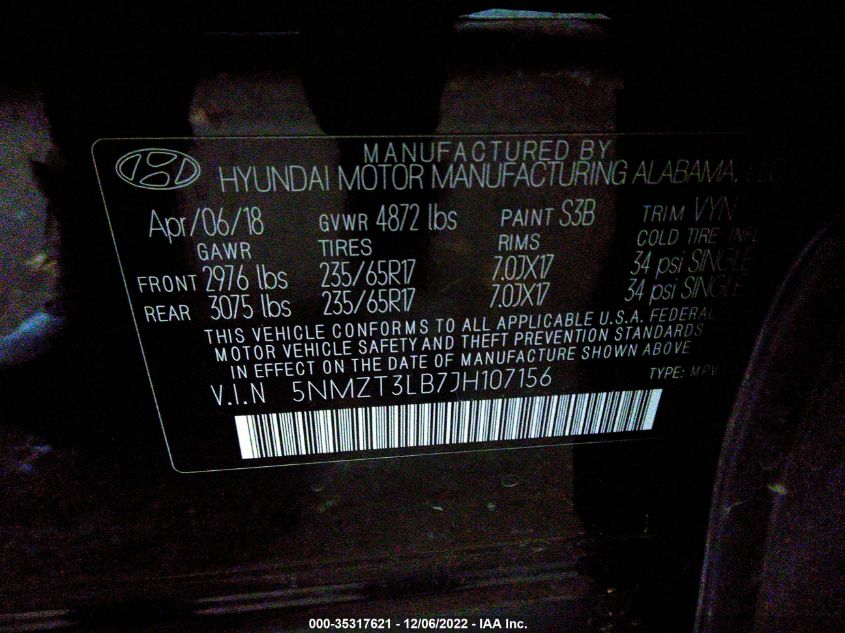 MANUFACTURED BY
HYUNDAI MOTOR MANUFACTURING ALABAMA, LLC
Apr/06/18 GVWR 4872 lbs PAINT S3B TRIM VYN
GAWR TIRES RIMS COLD TIRE INFL
FRONT 2976 lbs 235/65R17 7.0JX17 34 psi SINGLE
REAR 3075 lbs 235/65R17 7.0JX17 34 psi SINGLE
THIS VEHICLE CONFORMS TO ALL APPLICABLE U.S.A. FEDERAL
MOTOR VEHICLE SAFETY AND THEFT PREVENTION STANDARDS
IN EFFECT ON THE DATE OF MANUFACTURE SHOWN ABOVE
V.I.N 5NMZT3LB7JH107156 TYPE: MPV
000-35317621 - 12/06/2022 - IAA Inc.